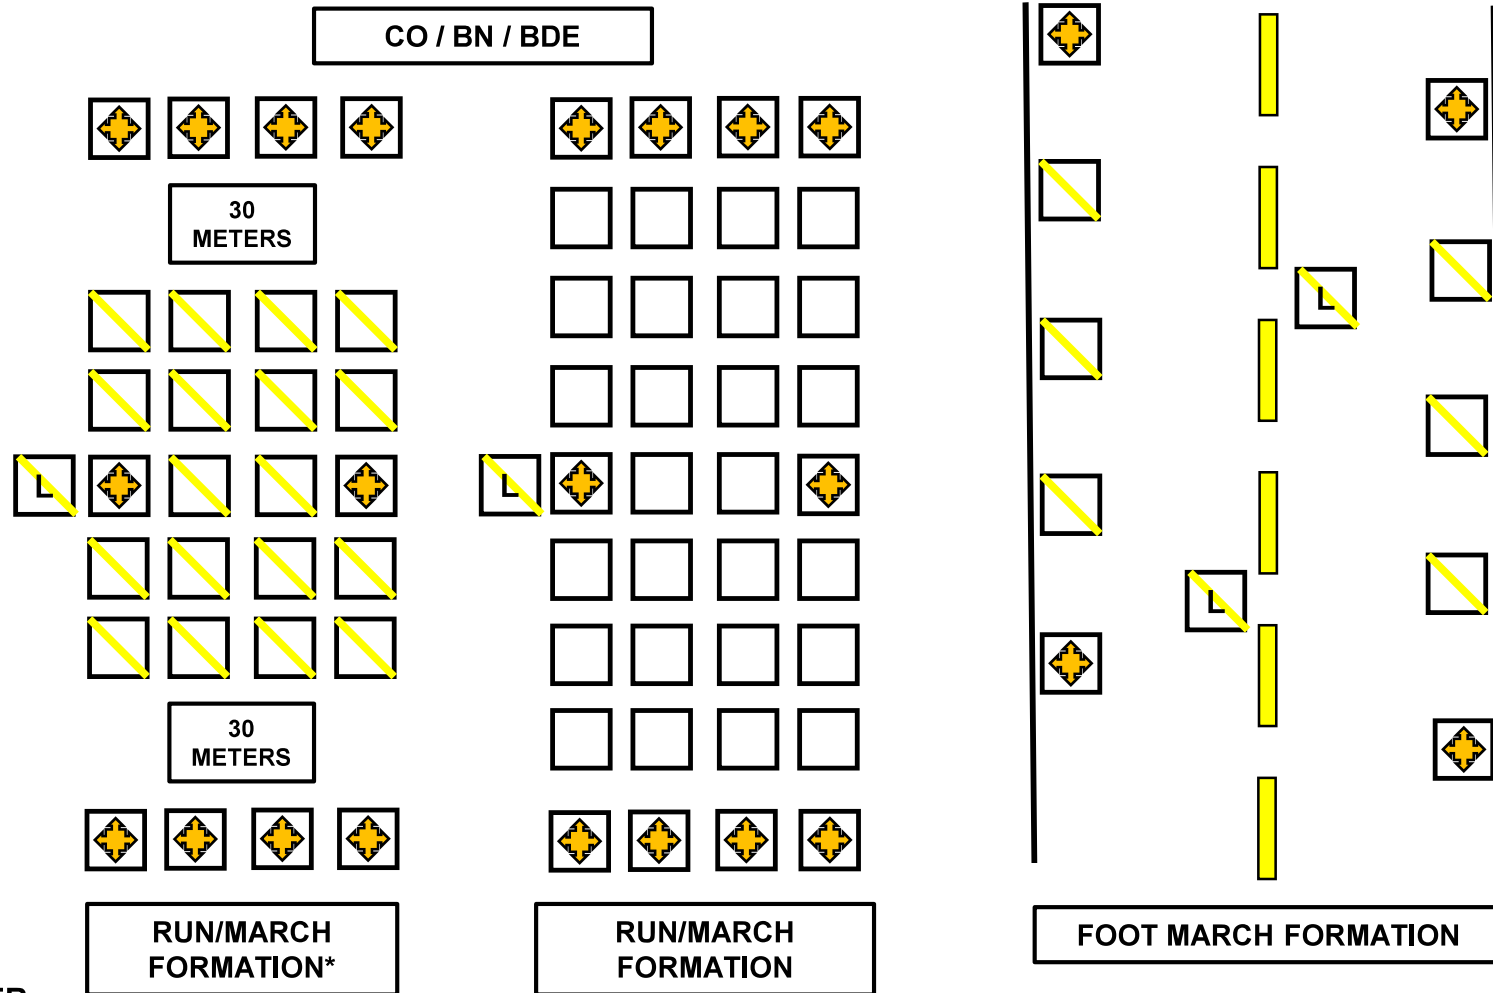 CO / BN / BDE
30
METERS
L
L
30
METERS
RUN/MARCH
FORMATION*
RUN/MARCH
FORMATION
L
L
FOOT MARCH FORMATION